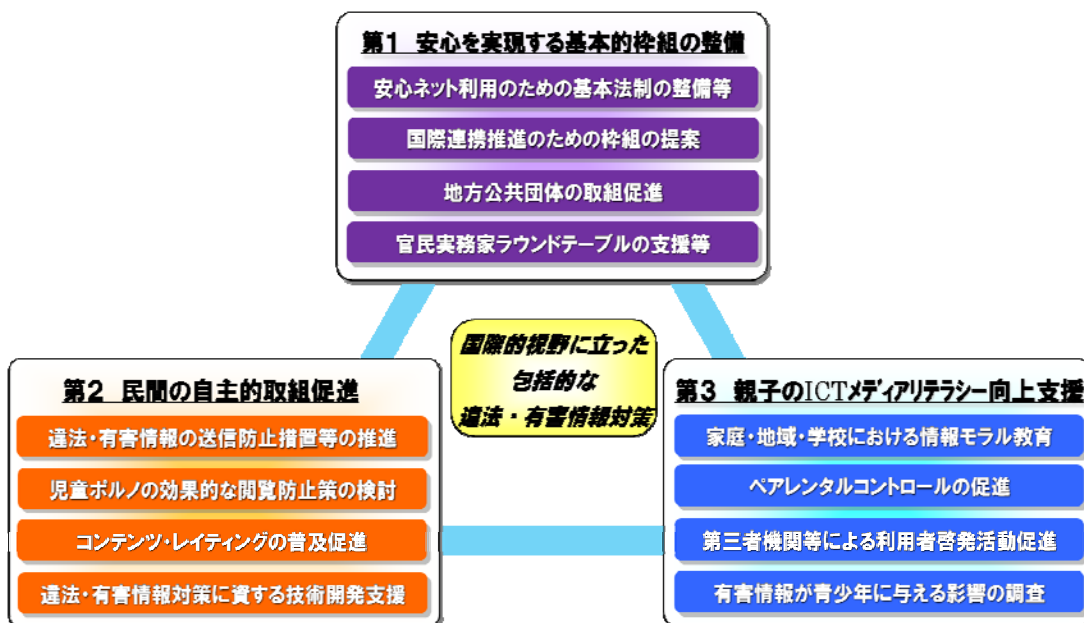 第1 安心を実現する基本的枠組の整備
安心ネット利用のための基本法制の整備等
国際連携推進のための枠組の提案
地方公共団体の取組促進
官民実務家ラウンドテーブルの支援等
国際的視野に立った
包括的な
違法・有害情報対策
第2 民間の自主的取組促進
違法・有害情報の送信防止措置等の推進
児童ポルノの効果的な閲覧防止策の検討
コンテンツ・レイティングの普及促進
違法・有害情報対策に資する技術開発支援
第3 親子のICTメディアリテラシー向上支援
家庭・地域・学校における情報モラル教育
ペアレンタルコントロールの促進
第三者機関等による利用者啓発活動促進
有害情報が青少年に与える影響の調査